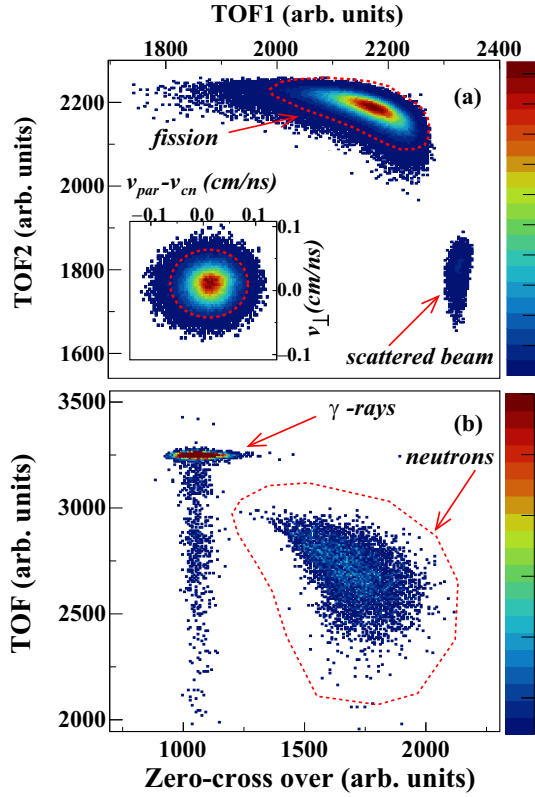 TOF1 (arb. units)
1800 2000 2200 2400
(a)
2200
fission
2000
TOF2 (arb. units)
v_par-v_cn (cm/ns)
−0.1 0.0 0.1
0.1
0.0
−0.1
v⊥(cm/ns)
1800
1600
scattered beam
3500
γ -rays
(b)
neutrons
3000
2500
2000
TOF (arb. units)
1000 1500 2000
Zero-cross over (arb. units)